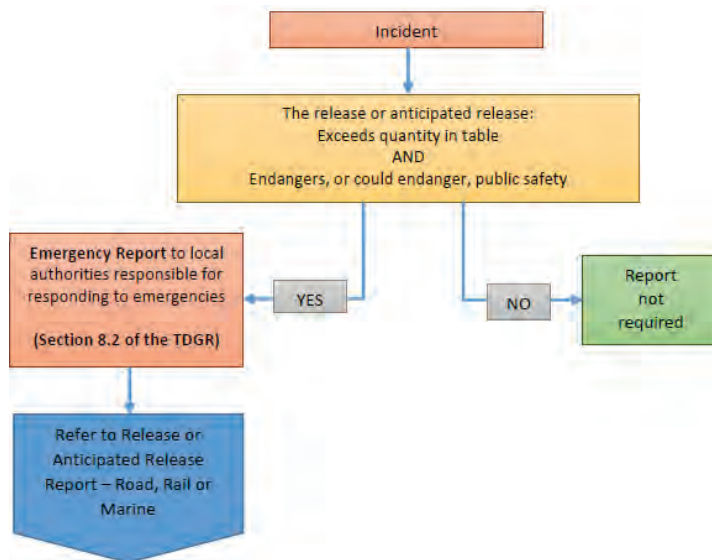 Incident
The release or anticipated release:
Exceeds quantity in table
AND
Endangers, or could endanger, public safety
Emergency Report to local
authorities responsible for
responding to emergencies
(Section 8.2 of the TDGR)
YES
NO
Report
not
required
Refer to Release or
Anticipated Release
Report – Road, Rail or
Marine